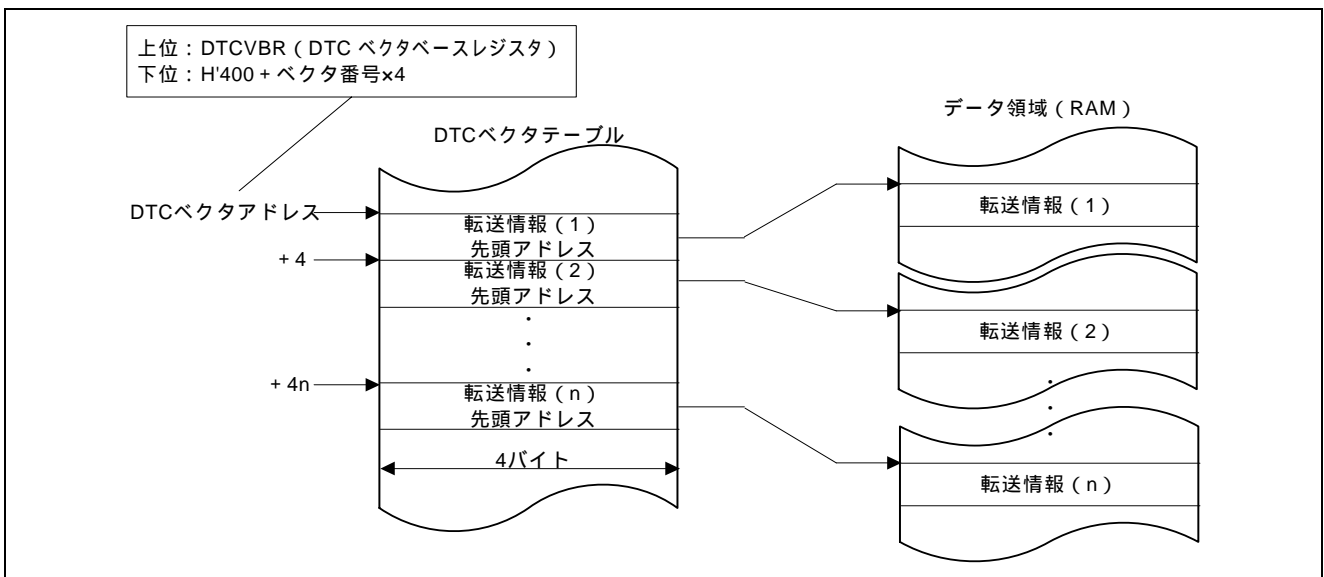 上位：DTCVBR（DTC ベクタベースレジスタ）
下位：H'400 + ベクタ番号×4
DTCベクタテーブル
データ領域（RAM）
DTCベクタアドレス
転送情報（1）
先頭アドレス
+ 4
転送情報（2）
先頭アドレス
・
・
・
+ 4n
転送情報（n）
先頭アドレス
4バイト
転送情報（1）
転送情報（2）
・
・
・
転送情報（n）